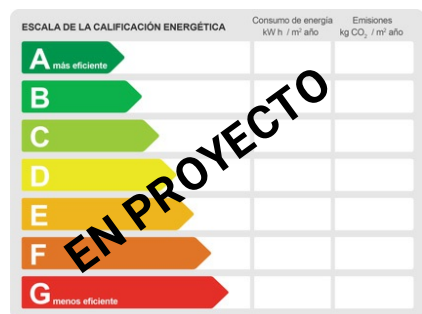 ESCALA DE LA CALIFICACIÓN ENERGÉTICA
Consumo de energía
kW h / m² año
Emisiones
kg CO₂ / m² año
A más eficiente
B
C
D
E
F
G menos eficiente
EN PROYECTO